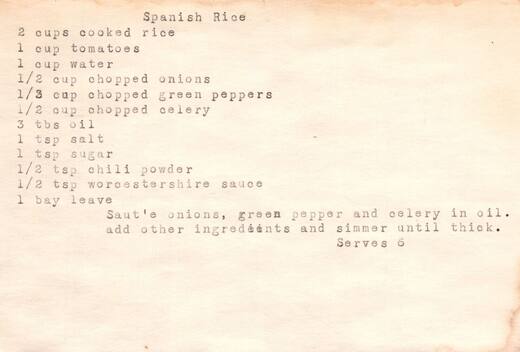 Spanish Rice
2 cups cooked rice
1 cup tomatoes
1 cup water
1/2 cup chopped onions
1/3 cup chopped green peppers
1/2 cup chopped celery
3 tbs oil
1 tsp salt
1 tsp sugar
1/2 tsp chili powder
1/2 tsp worcestershire sauce
1 bay leave
Saut'e onions, green pepper and celery in oil.
add other ingredients and simmer until thick.
Serves 6